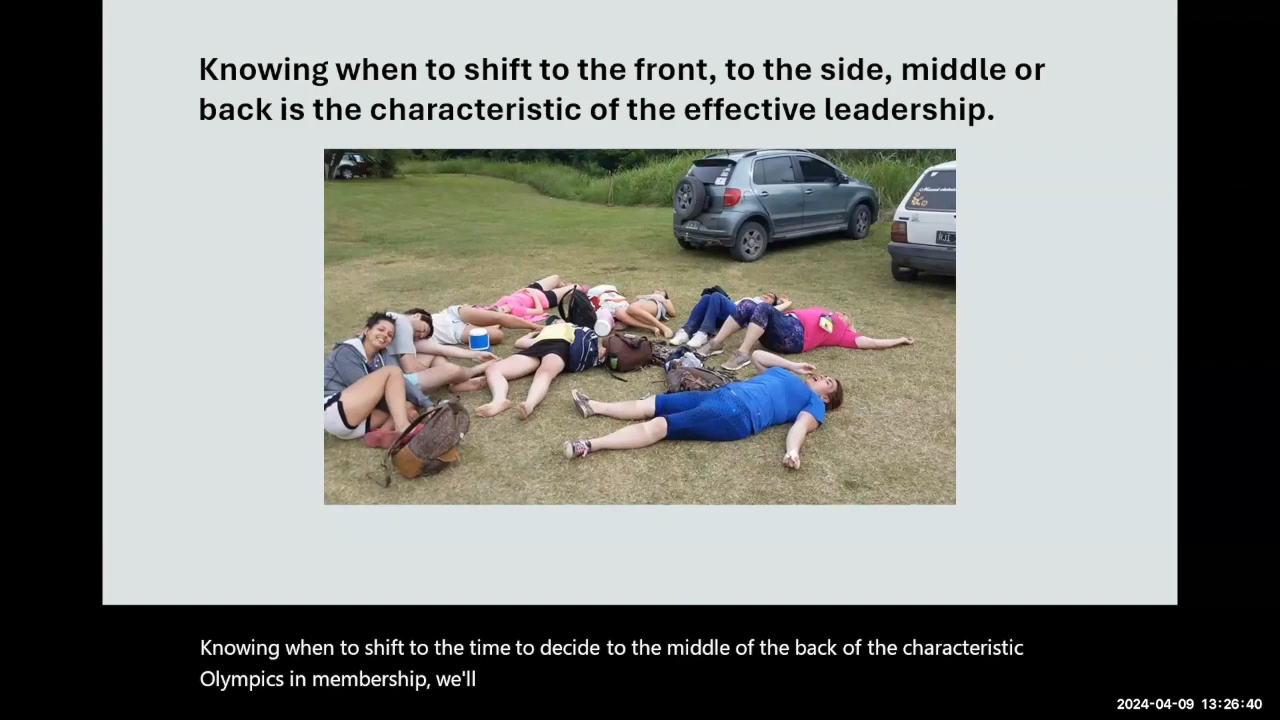 Knowing when to shift to the front, to the side, middle or
back is the characteristic of the effective leadership.
Knowing when to shift to the time to decide to the middle of the back of the characteristic
Olympics in membership, we'll
2024-04-09 13:26:40